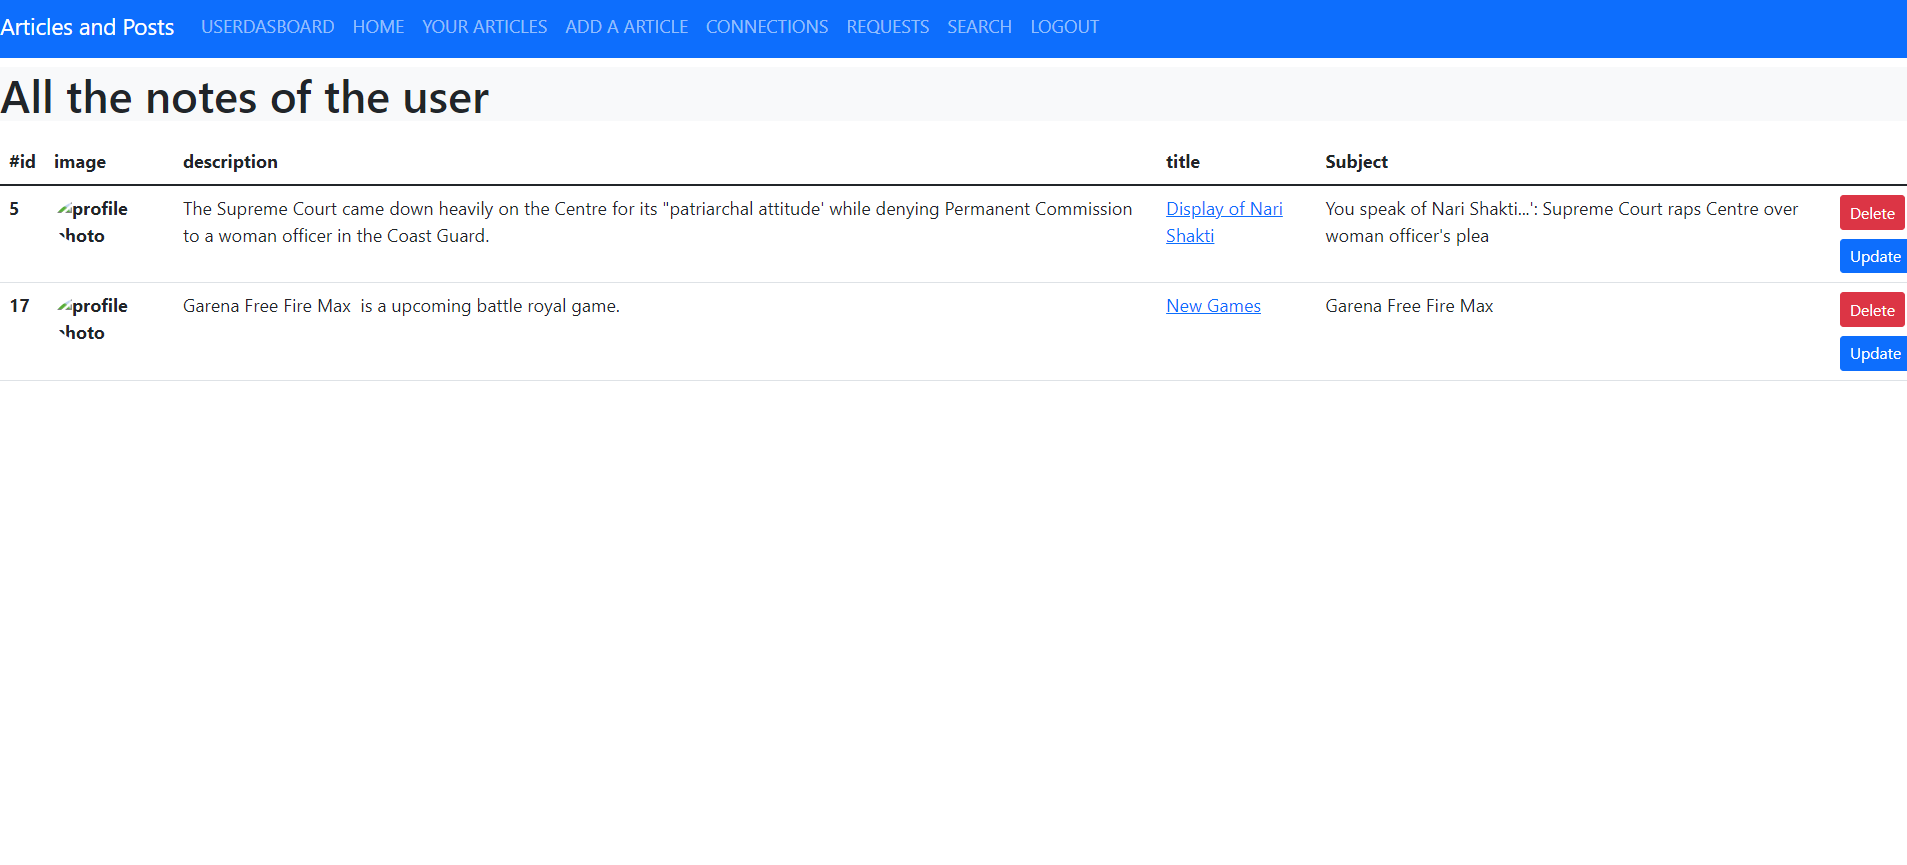 Articles and Posts USERDASBOARD HOME YOUR ARTICLES ADD A ARTICLE CONNECTIONS REQUESTS SEARCH LOGOUT
All the notes of the user
#id image description title Subject
5 profile photo The Supreme Court came down heavily on the Centre for its "patriarchal attitude' while denying Permanent Commission
to a woman officer in the Coast Guard.
Display of Nari
Shakti
You speak of Nari Shakti...': Supreme Court raps Centre over
woman officer's plea
Delete
Update
17 profile photo Garena Free Fire Max  is a upcoming battle royal game. New Games Garena Free Fire Max Delete
Update